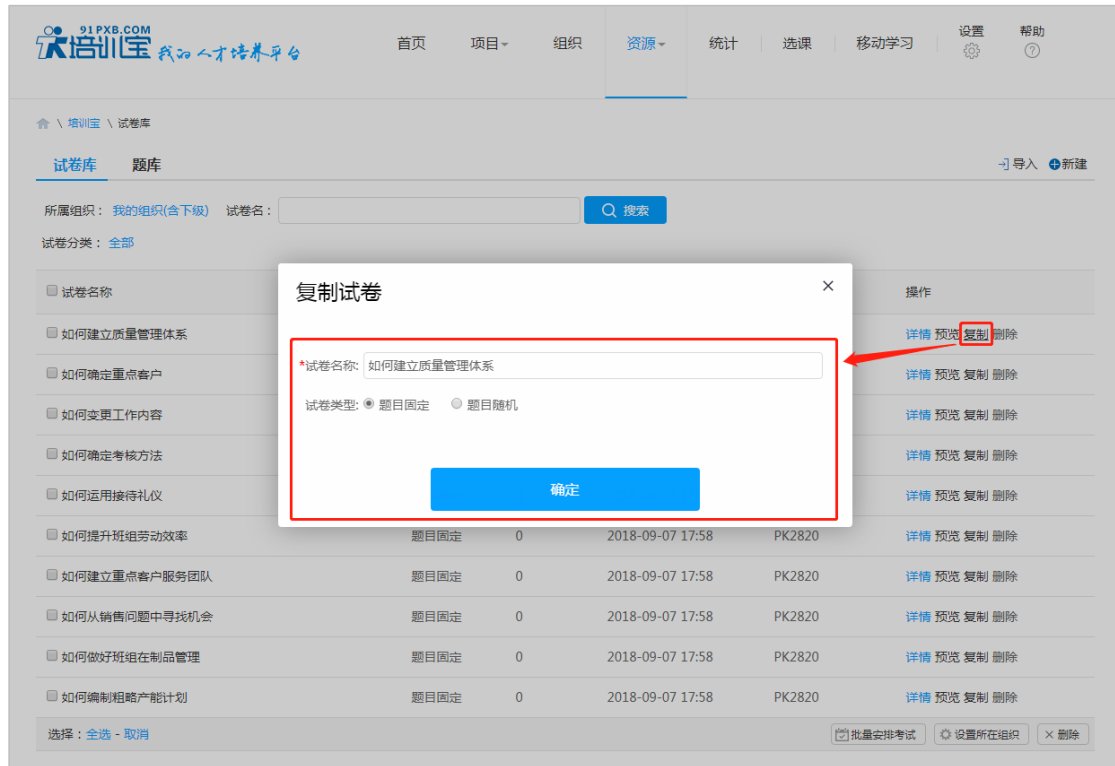 91PXB.COM
培训宝 我的人才培养平台
首页 项目 组织 资源 统计 选课 移动学习 设置 帮助
\ 培训宝 \ 试卷库
试卷库 题库 导入 新建
所属组织： 我的组织(含下级) 试卷名： 搜索
试卷分类： 全部
试卷名称 操作
复制试卷 ×
如何建立质量管理体系 详情 预览 复制 删除
*试卷名称: 如何建立质量管理体系
如何确定重点客户 详情 预览 复制 删除
试卷类型: 题目固定 题目随机
如何变更工作内容 详情 预览 复制 删除
如何确定考核方法 详情 预览 复制 删除
确定
如何运用接待礼仪 详情 预览 复制 删除
如何提升班组劳动效率 题目固定 0 2018-09-07 17:58 PK2820 详情 预览 复制 删除
如何建立重点客户服务团队 题目固定 0 2018-09-07 17:58 PK2820 详情 预览 复制 删除
如何从销售问题中寻找机会 题目固定 0 2018-09-07 17:58 PK2820 详情 预览 复制 删除
如何做好班组在制品管理 题目固定 0 2018-09-07 17:58 PK2820 详情 预览 复制 删除
如何编制粗略产能计划 题目固定 0 2018-09-07 17:58 PK2820 详情 预览 复制 删除
选择：全选 - 取消 批量安排考试 设置所在组织 × 删除